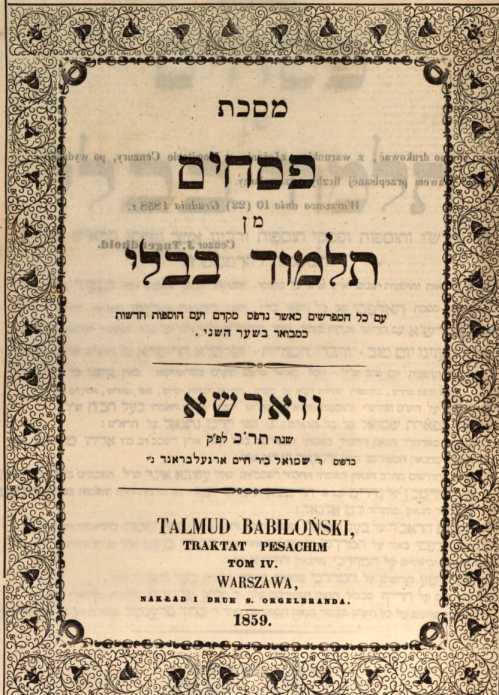 מסכת
פסחים
מן
תלמוד בבלי
עם כל המפרשים כאשר נדפס מקדם ועם הוספות חדשות
כמבואר בשער השני .
ווארשא
שנת תר"כ לפ"ק
בדפוס ר' שמואל ב"ר חיים ארגעלבראנד נ"י
TALMUD BABILOŃSKI,
TRAKTAT PESACHIM
TOM IV.
WARSZAWA,
NAKŁAD I DRUK S. ORGELBRANDA.
1859.